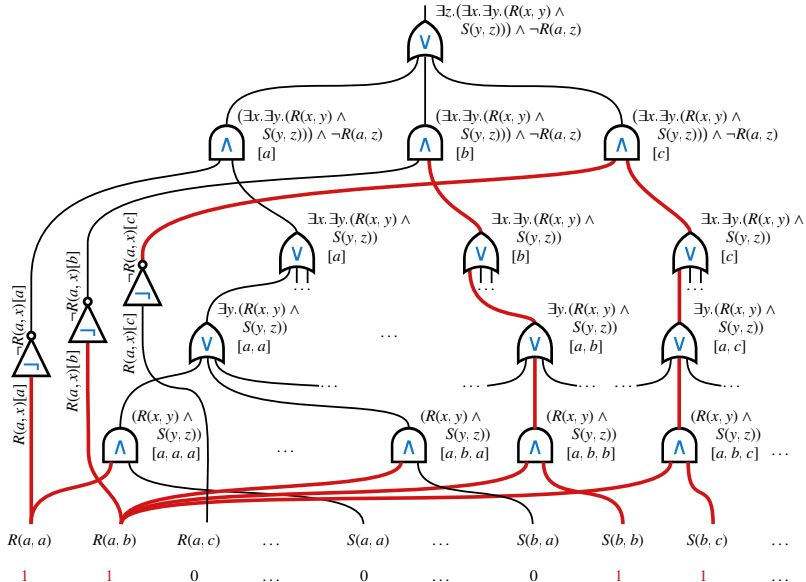 ∃z.(∃x.∃y.(R(x, y) ∧
S(y, z))) ∧ ¬R(a, z)
∨
(∃x.∃y.(R(x, y) ∧
S(y, z))) ∧ ¬R(a, z)
[a]
∧
(∃x.∃y.(R(x, y) ∧
S(y, z))) ∧ ¬R(a, z)
[b]
∧
(∃x.∃y.(R(x, y) ∧
S(y, z))) ∧ ¬R(a, z)
[c]
∧
¬R(a, x)[a]
¬
R(a, x)[a]
¬R(a, x)[b]
¬
R(a, x)[b]
¬R(a, x)[c]
¬
R(a, x)[c]
∃x.∃y.(R(x, y) ∧
S(y, z))
[a]
∨
...
∃x.∃y.(R(x, y) ∧
S(y, z))
[b]
∨
...
∃x.∃y.(R(x, y) ∧
S(y, z))
[c]
∨
...
∃y.(R(x, y) ∧
S(y, z))
[a, a]
∨
...
...
∃y.(R(x, y) ∧
S(y, z))
[a, b]
∨
...
...
∃y.(R(x, y) ∧
S(y, z))
[a, c]
∨
...
...
(R(x, y) ∧
S(y, z))
[a, a, a]
∧
...
(R(x, y) ∧
S(y, z))
[a, b, a]
∧
(R(x, y) ∧
S(y, z))
[a, b, b]
∧
(R(x, y) ∧
S(y, z))
[a, b, c]
∧
...
R(a, a) R(a, b) R(a, c) ... S(a, a) ... S(b, a) S(b, b) S(b, c) ...
1 1 0 ... 0 ... 0 1 1 ...